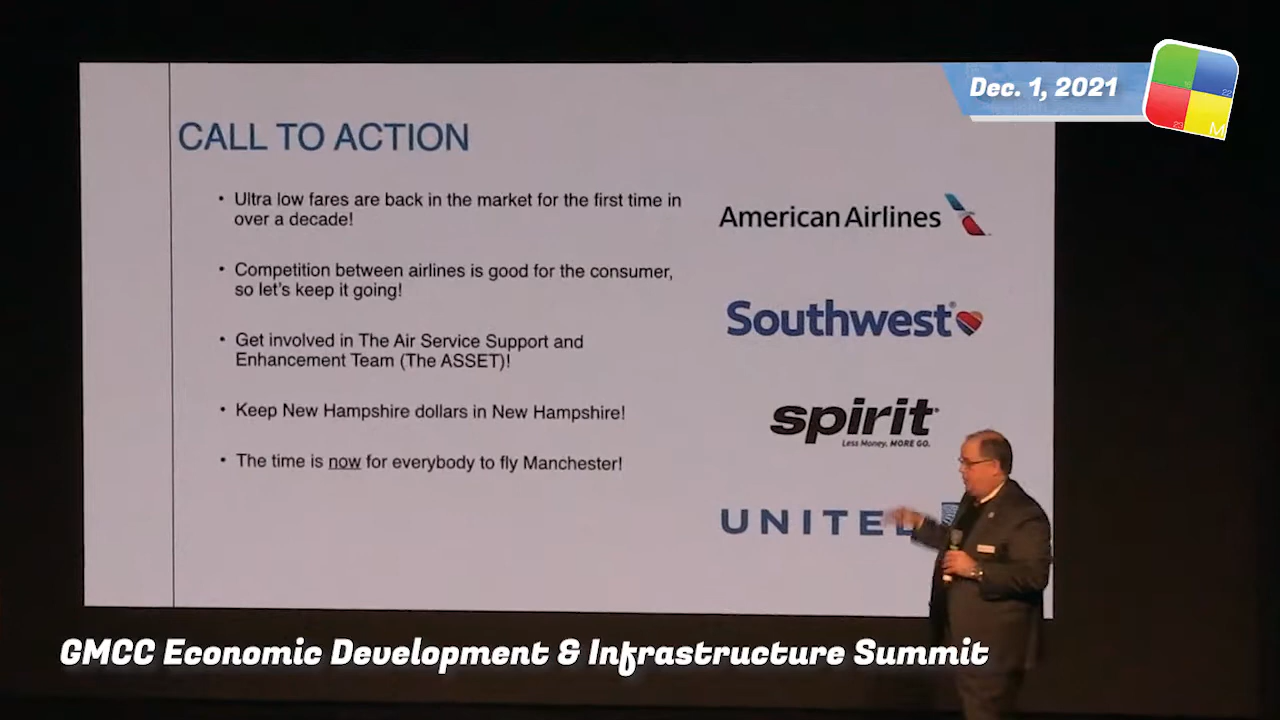 Dec. 1, 2021
CALL TO ACTION
• Ultra low fares are back in the market for the first time in
over a decade!
• Competition between airlines is good for the consumer,
so let's keep it going!
• Get involved in The Air Service Support and
Enhancement Team (The ASSET)!
• Keep New Hampshire dollars in New Hampshire!
• The time is now for everybody to fly Manchester!
American Airlines
Southwest®
spirit
Less Money. MORE GO.
UNITED
GMCC Economic Development & Infrastructure Summit
22
23
M